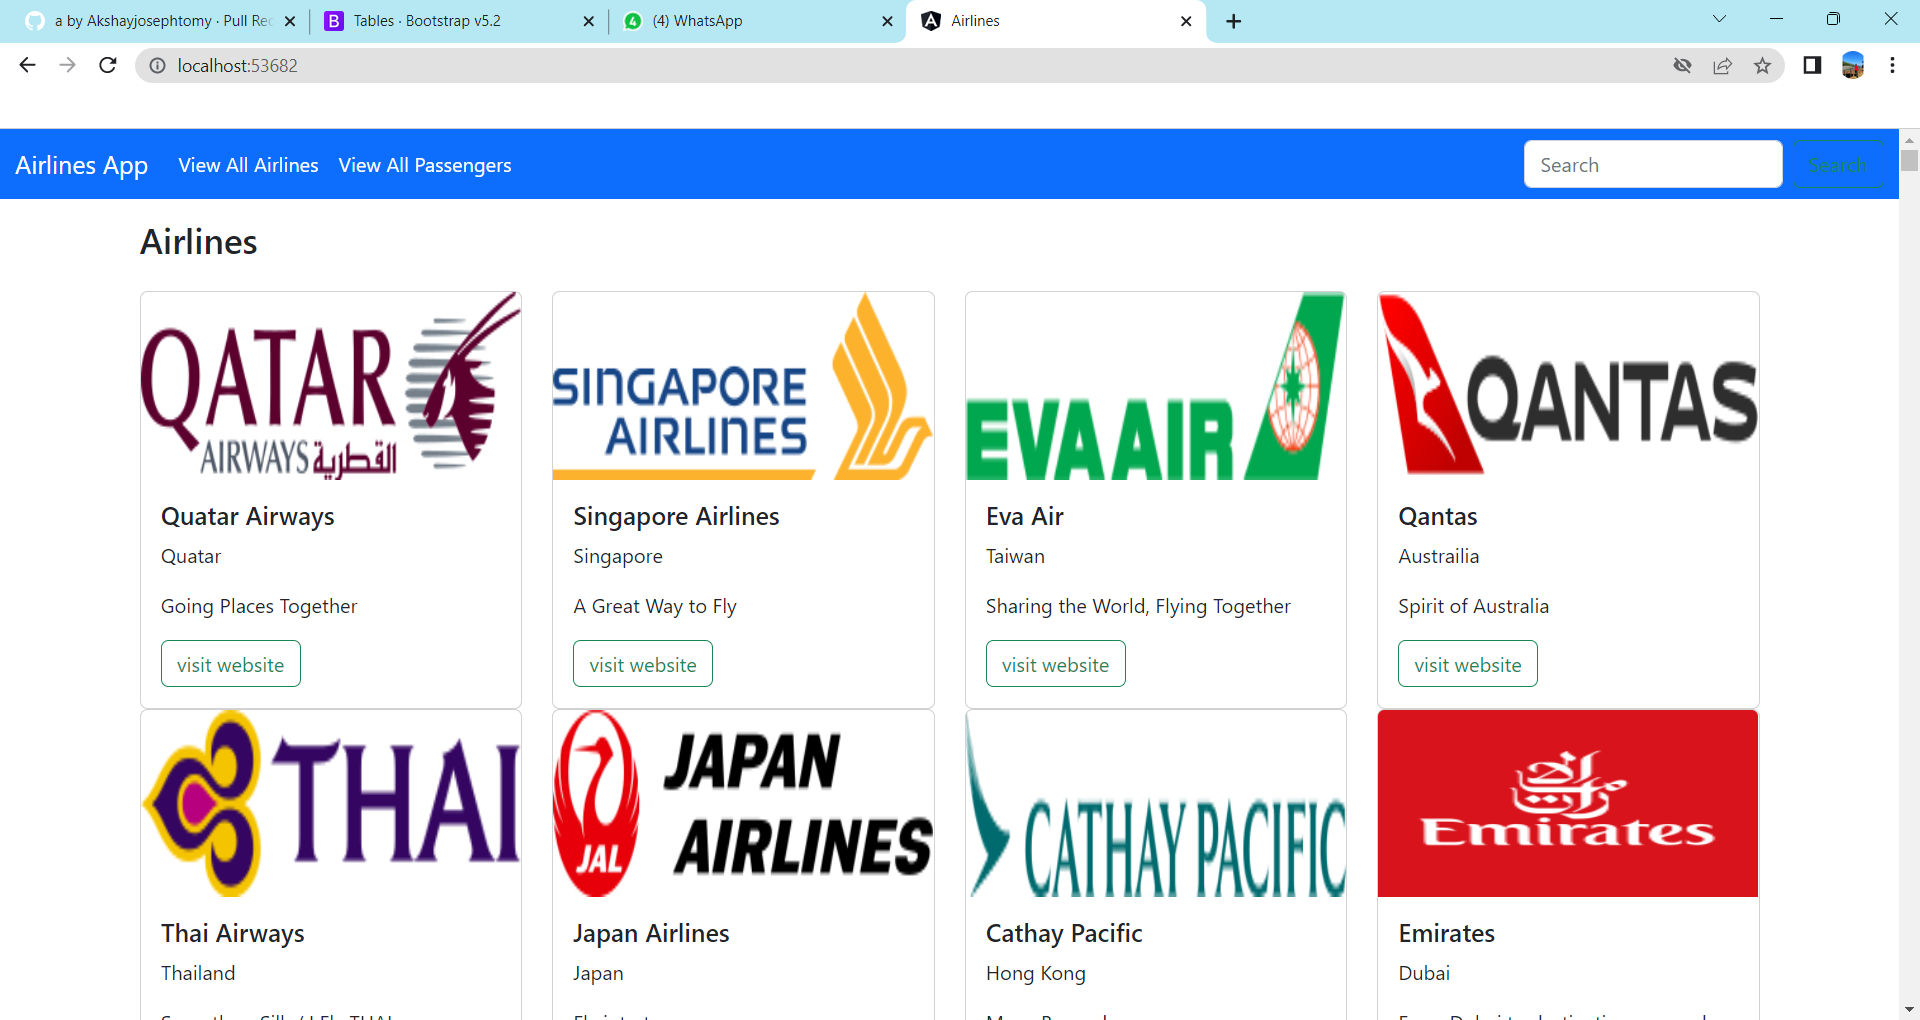 a by Akshayjosephtomy · Pull Rec
Tables · Bootstrap v5.2
(4) WhatsApp
Airlines
localhost:53682
Airlines App
View All Airlines
View All Passengers
Search
Search
Airlines
QATAR
AIRWAYS القطرية
SINGAPORE
AIRLINES
EVA AIR
QANTAS
Quatar Airways
Singapore Airlines
Eva Air
Qantas
Quatar
Singapore
Taiwan
Austrailia
Going Places Together
A Great Way to Fly
Sharing the World, Flying Together
Spirit of Australia
visit website
visit website
visit website
visit website
THAI
JAL
JAPAN
AIRLINES
CATHAY PACIFIC
Emirates
Thai Airways
Japan Airlines
Cathay Pacific
Emirates
Thailand
Japan
Hong Kong
Dubai